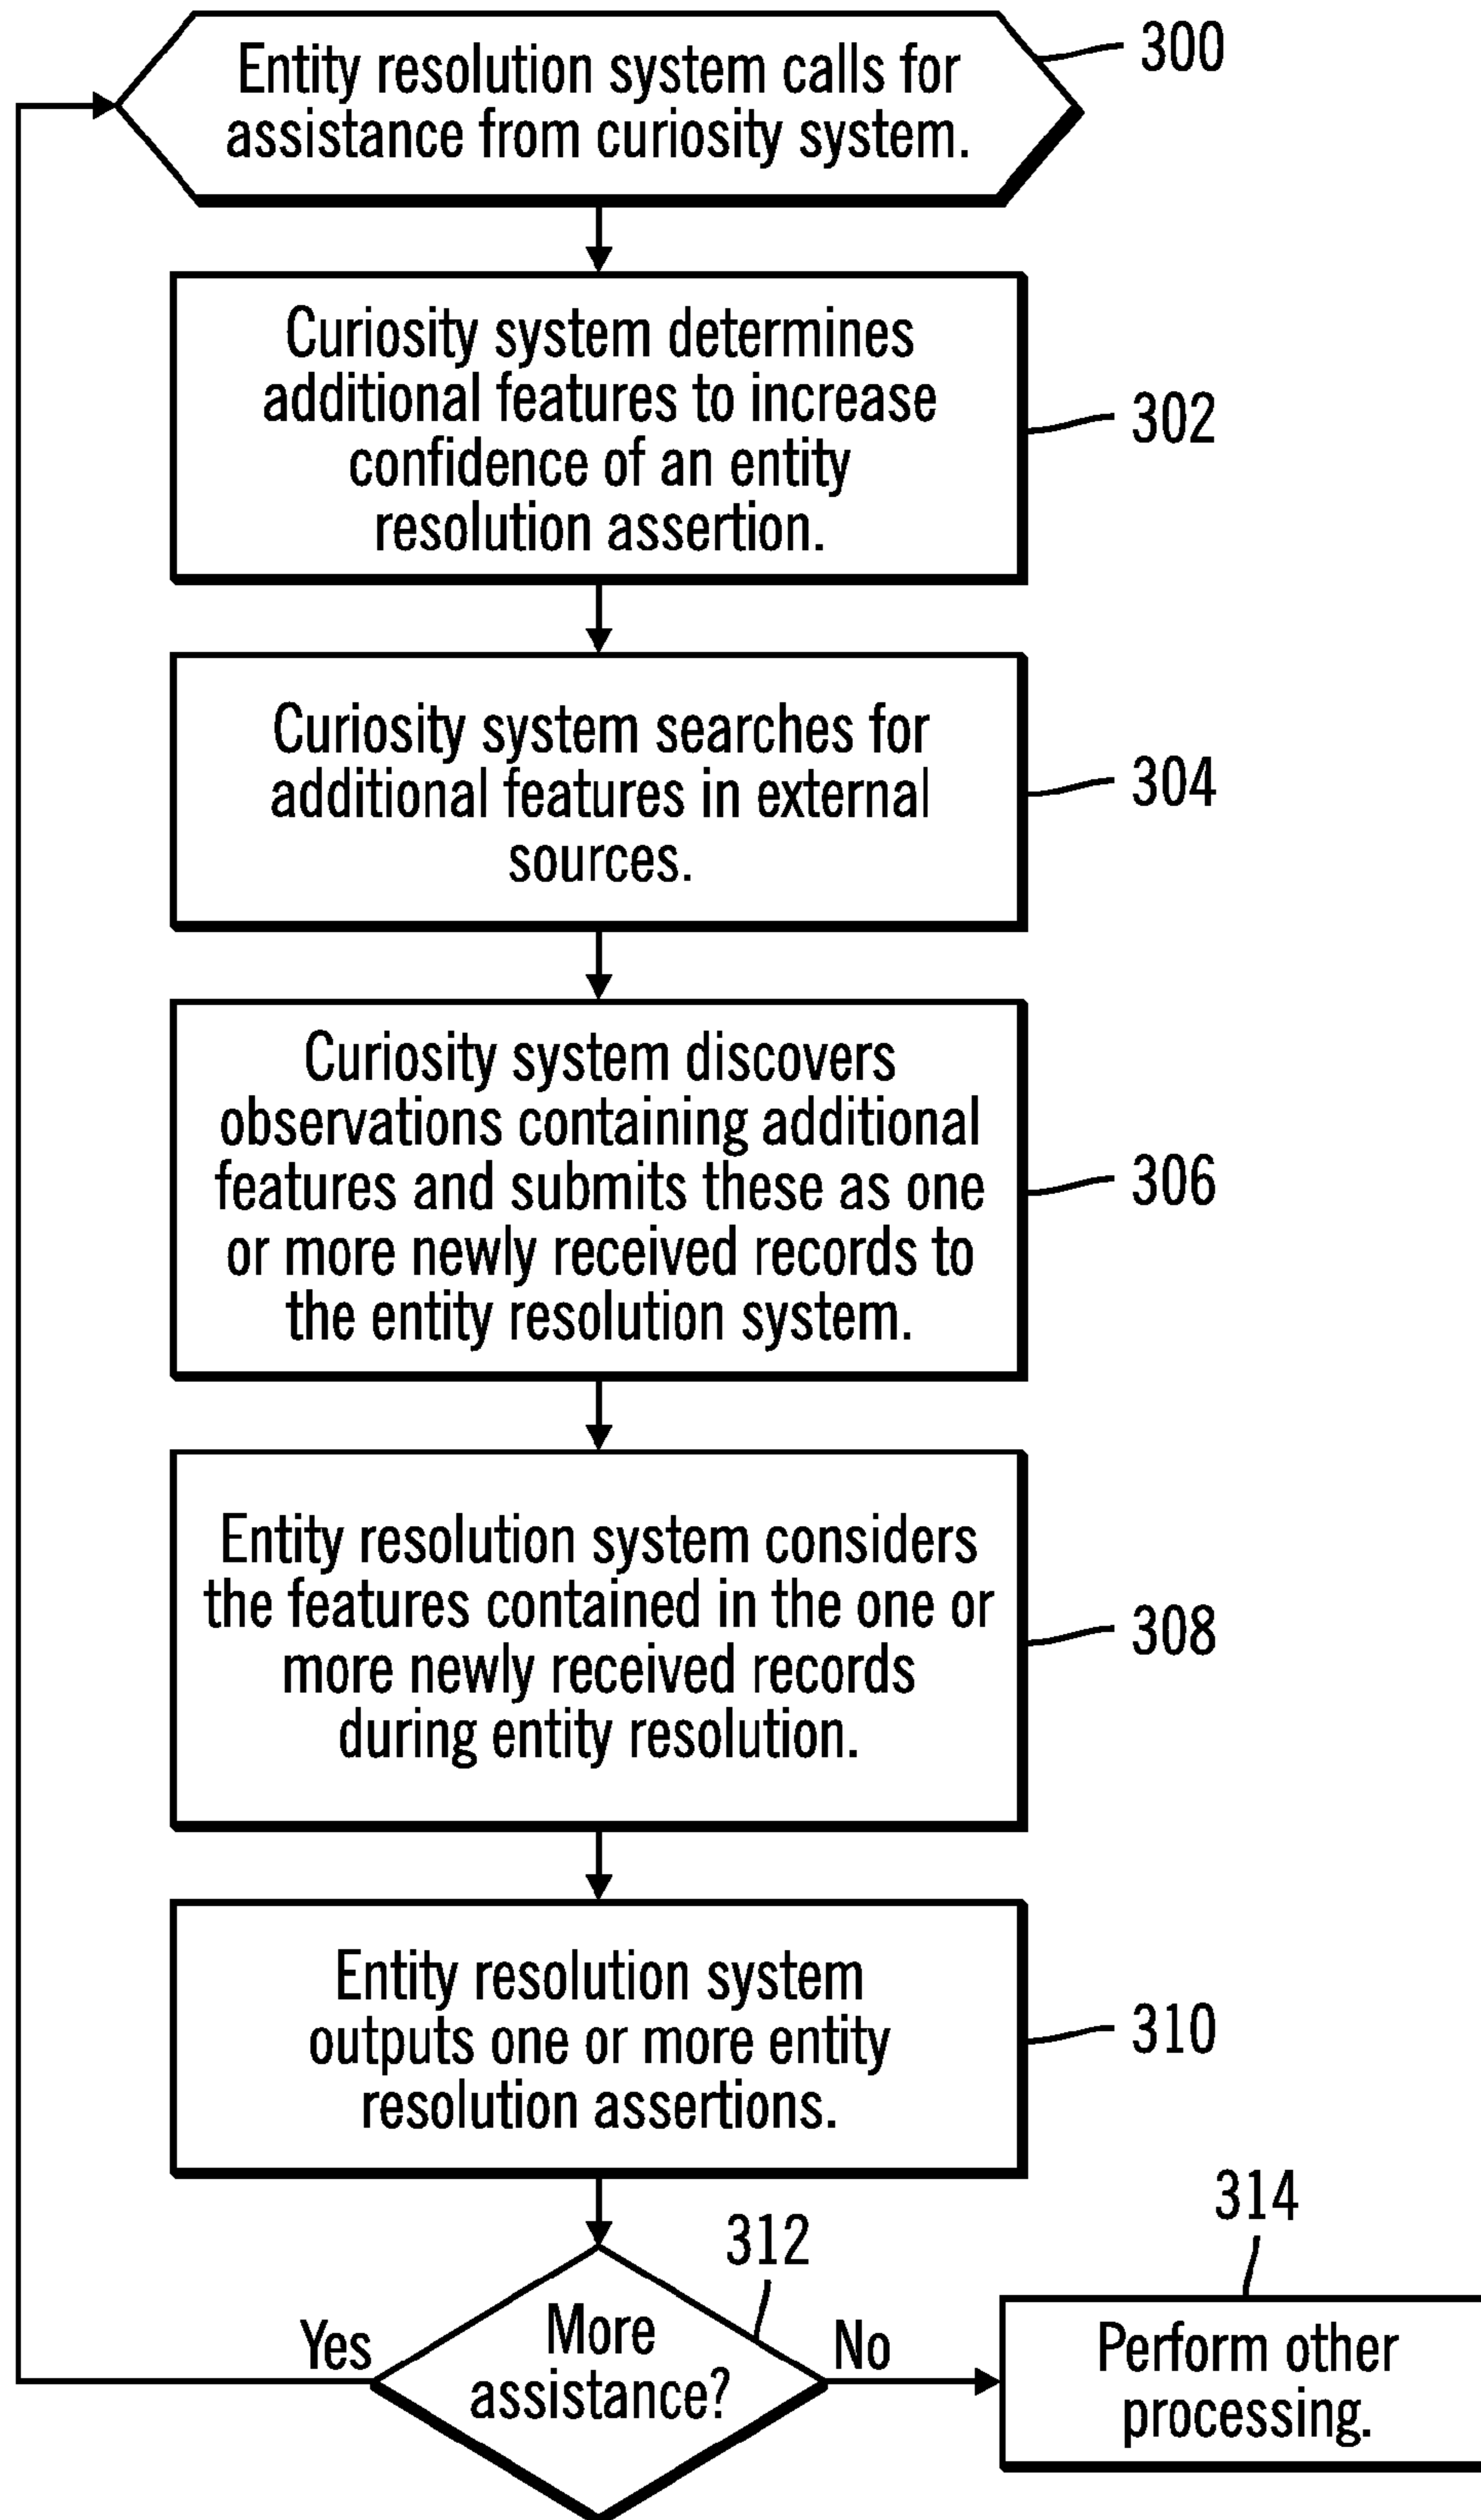 Entity resolution system calls for
assistance from curiosity system.
300
Curiosity system determines
additional features to increase
confidence of an entity
resolution assertion.
302
Curiosity system searches for
additional features in external
sources.
304
Curiosity system discovers
observations containing additional
features and submits these as one
or more newly received records to
the entity resolution system.
306
Entity resolution system considers
the features contained in the one or
more newly received records
during entity resolution.
308
Entity resolution system
outputs one or more entity
resolution assertions.
310
312
314
Yes
More
assistance?
No
Perform other
processing.